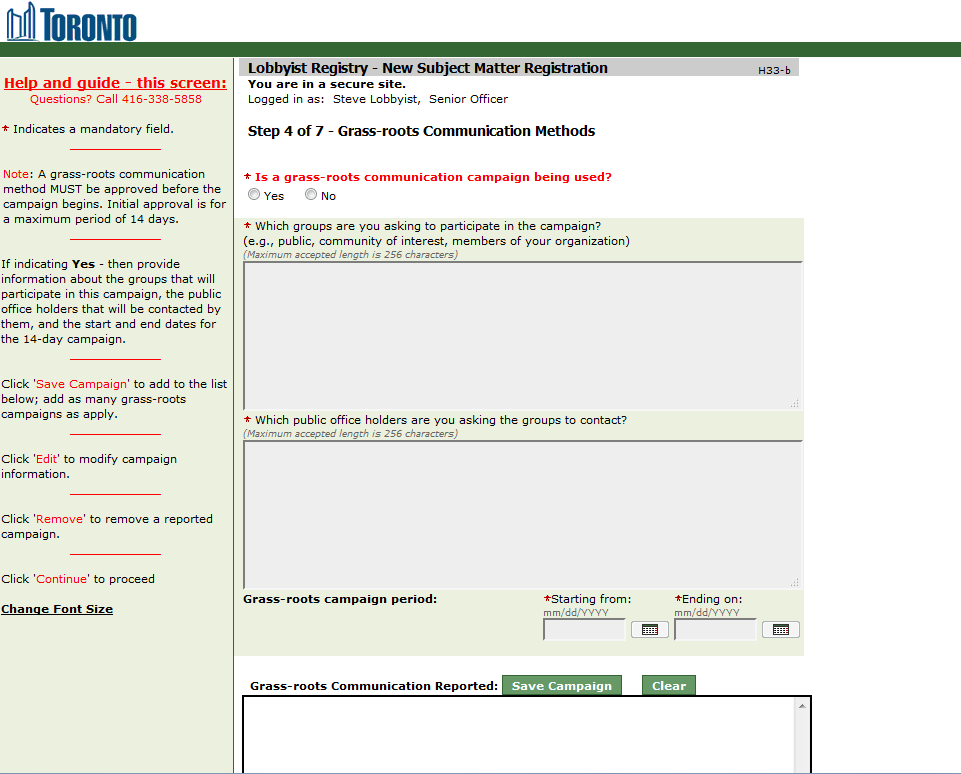 TORONTO
Help and guide - this screen:
Questions? Call 416-338-5858
* Indicates a mandatory field.
Note: A grass-roots communication
method MUST be approved before the
campaign begins. Initial approval is for
a maximum period of 14 days.
If indicating Yes - then provide
information about the groups that will
participate in this campaign, the public
office holders that will be contacted by
them, and the start and end dates for
the 14-day campaign.
Click 'Save Campaign' to add to the list
below; add as many grass-roots
campaigns as apply.
Click 'Edit' to modify campaign
information.
Click 'Remove' to remove a reported
campaign.
Click 'Continue' to proceed
Change Font Size
Lobbyist Registry - New Subject Matter Registration H33-b
You are in a secure site.
Logged in as: Steve Lobbyist, Senior Officer
Step 4 of 7 - Grass-roots Communication Methods
* Is a grass-roots communication campaign being used?
Yes No
* Which groups are you asking to participate in the campaign?
(e.g., public, community of interest, members of your organization)
(Maximum accepted length is 256 characters)
* Which public office holders are you asking the groups to contact?
(Maximum accepted length is 256 characters)
Grass-roots campaign period: *Starting from: *Ending on:
mm/dd/YYYY mm/dd/YYYY
Grass-roots Communication Reported: Save Campaign Clear